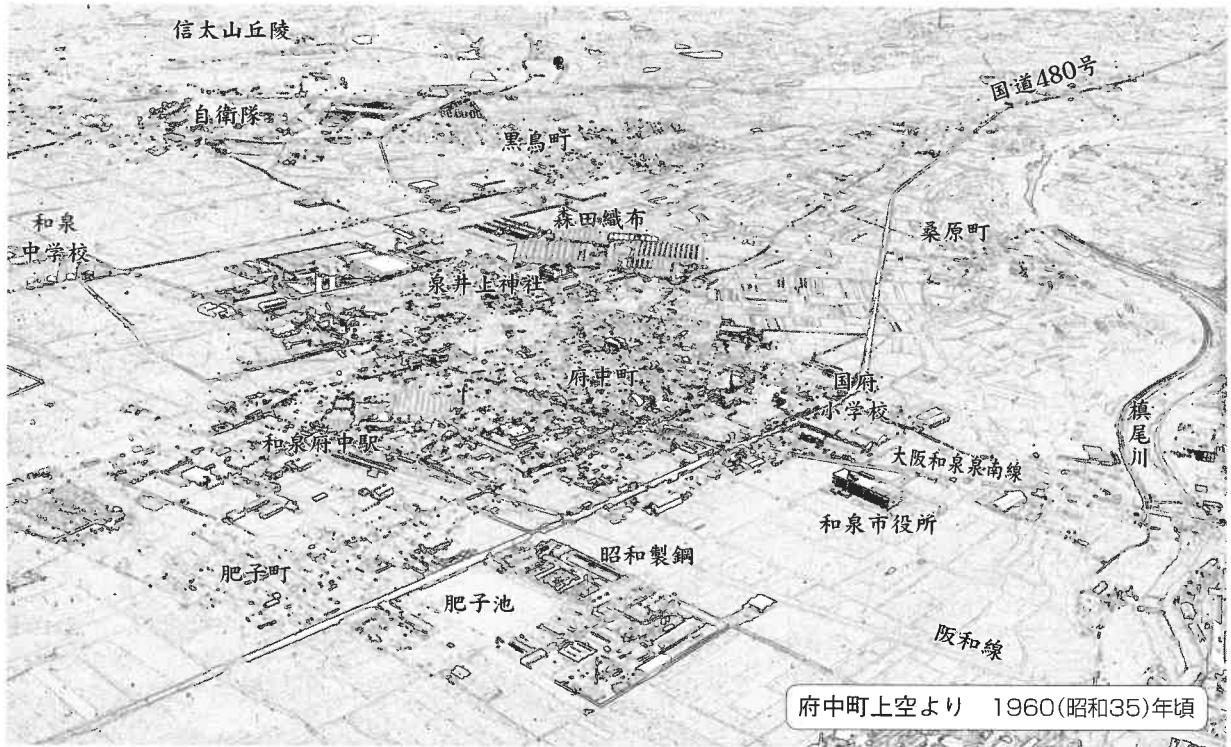 信太山丘陵
国道480号
自衛隊
黒鳥町
和泉
中学校
森田織布
桑原町
泉井上神社
府中町
国府
小学校
槙尾川
和泉府中駅
大阪和泉泉南線
和泉市役所
昭和製鋼
肥子町
肥子池
阪和線
府中町上空より 1960(昭和35)年頃